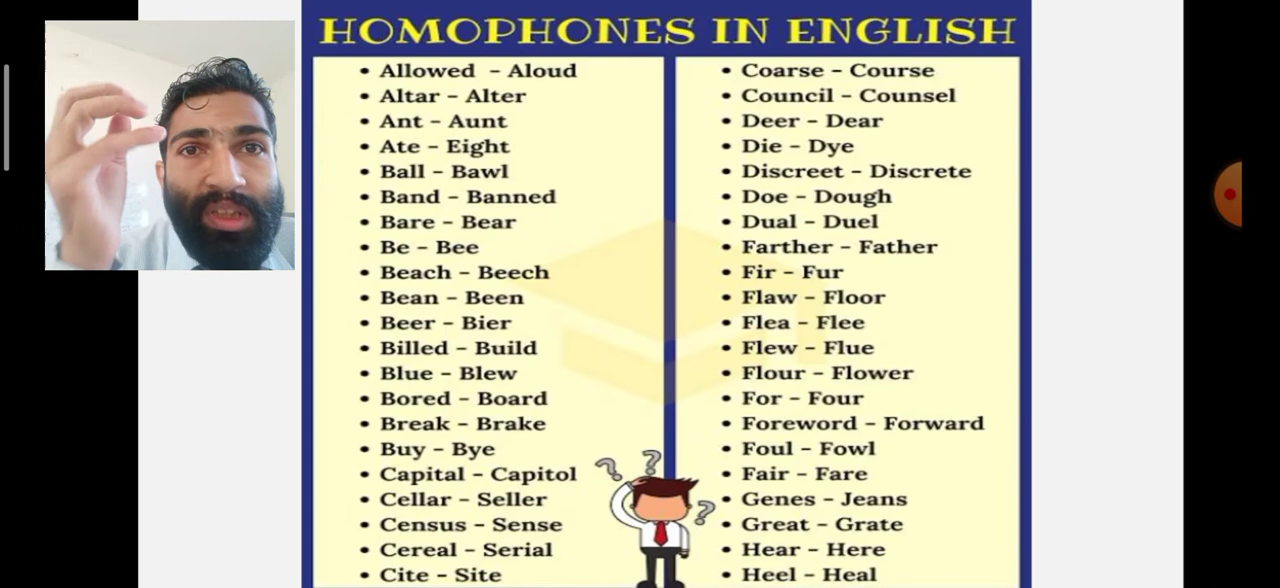 HOMOPHONES IN ENGLISH
• Allowed – Aloud
• Altar – Alter
• Ant – Aunt
• Ate – Eight
• Ball – Bawl
• Band – Banned
• Bare – Bear
• Be – Bee
• Beach – Beech
• Bean – Been
• Beer – Bier
• Billed – Build
• Blue – Blew
• Bored – Board
• Break – Brake
• Buy – Bye
• Capital – Capitol
• Cellar – Seller
• Census – Sense
• Cereal – Serial
• Cite – Site
• Coarse – Course
• Council – Counsel
• Deer – Dear
• Die – Dye
• Discreet – Discrete
• Doe – Dough
• Dual – Duel
• Farther – Father
• Fir – Fur
• Flaw – Floor
• Flea – Flee
• Flew – Flue
• Flour – Flower
• For – Four
• Foreword – Forward
• Foul – Fowl
• Fair – Fare
• Genes – Jeans
• Great – Grate
• Hear – Here
• Heel – Heal
? ? ?